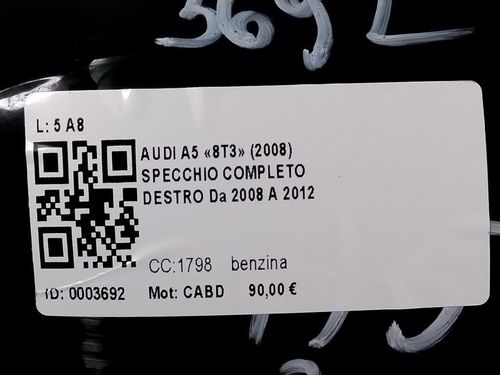 3692
L: 5 A8
AUDI A5 «8T3» (2008)
SPECCHIO COMPLETO
DESTRO Da 2008 A 2012
CC:1798 benzina
ID: 0003692 Mot: CABD 90,00 €